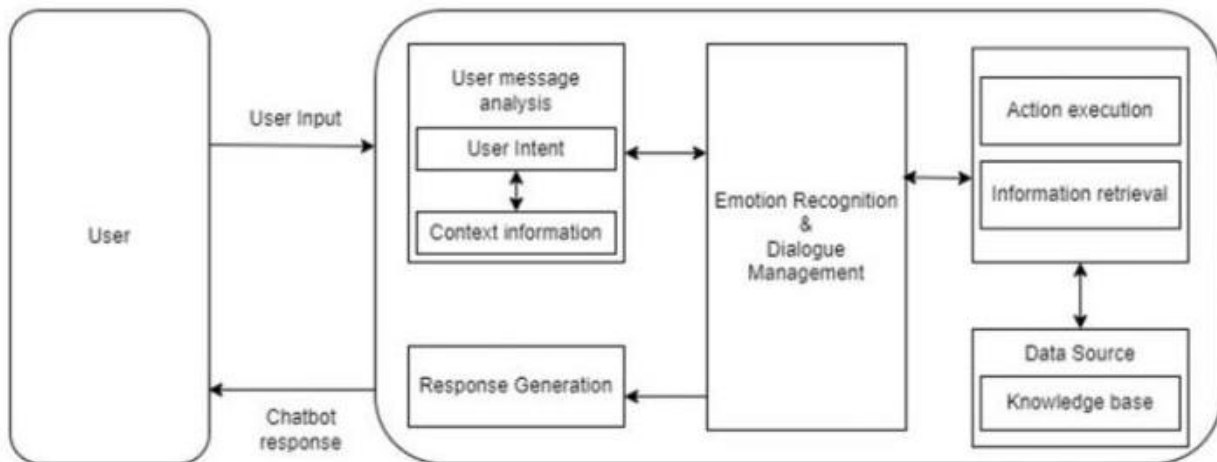 User
User Input
Chatbot
response
User message
analysis
User Intent
Context information
Response Generation
Emotion Recognition
&
Dialogue
Management
Action execution
Information retrieval
Data Source
Knowledge base